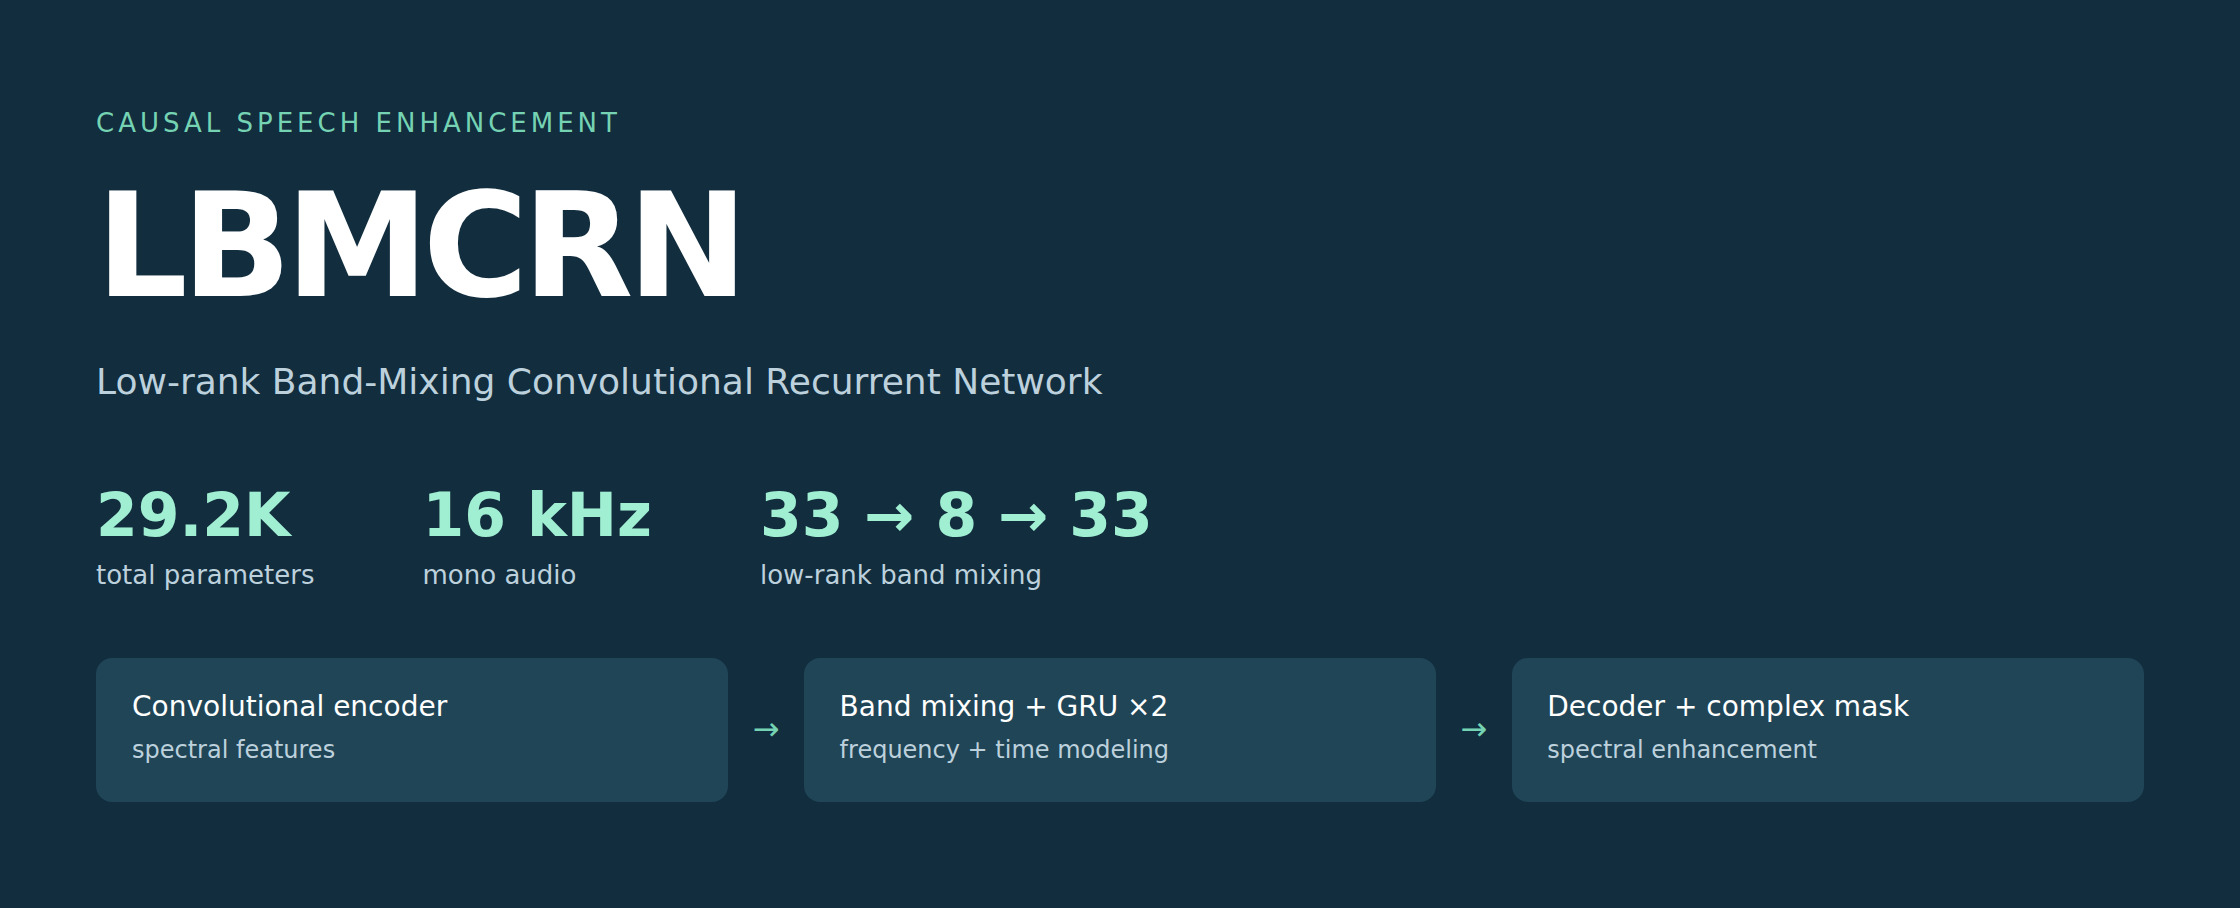 CAUSAL SPEECH ENHANCEMENT
LBMCRN
Low-rank Band-Mixing Convolutional Recurrent Network
29.2K
total parameters
16 kHz
mono audio
33 → 8 → 33
low-rank band mixing
Convolutional encoder
spectral features
→
Band mixing + GRU ×2
frequency + time modeling
→
Decoder + complex mask
spectral enhancement